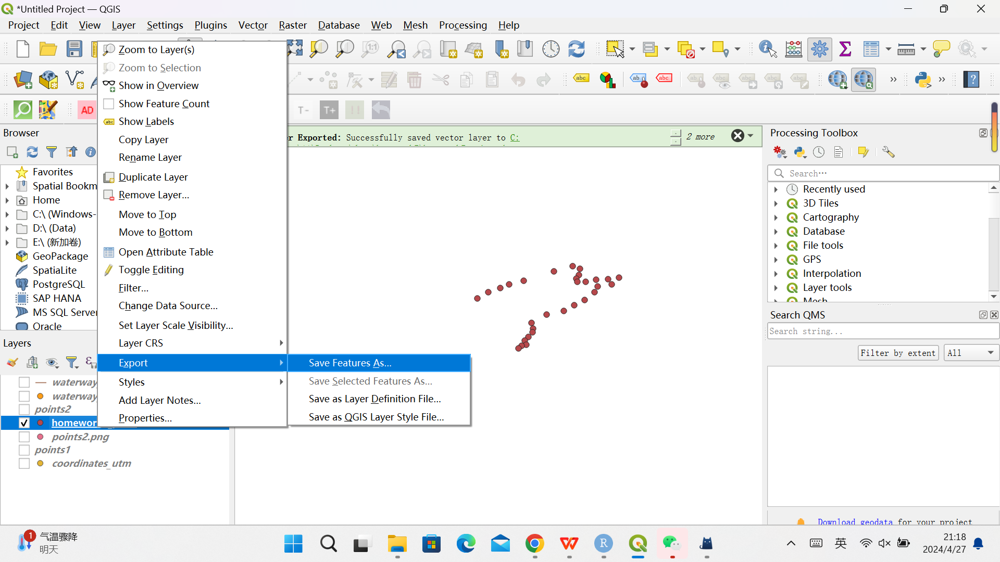 *Untitled Project — QGIS
Project Edit View Layer Settings Plugins Vector Raster Database Web Mesh Processing Help
Zoom to Layer(s)
Zoom to Selection
Show in Overview
Show Feature Count
Show Labels
Copy Layer
Rename Layer
Duplicate Layer
Remove Layer...
Move to Top
Move to Bottom
Open Attribute Table
Toggle Editing
Filter...
Change Data Source...
Set Layer Scale Visibility...
Layer CRS
Export
Styles
Add Layer Notes...
Properties...
Save Features As...
Save Selected Features As...
Save as Layer Definition File...
Save as QGIS Layer Style File...
1:1
abc
ab
abc
abc
AD
T-
T+
r Exported: Successfully saved vector layer to C:
2 more
Browser
Favorites
Spatial Bookm
Home
C:\ (Windows-
D:\ (Data)
E:\ (新加卷)
GeoPackage
SpatiaLite
PostgreSQL
SAP HANA
MS SQL Server
Oracle
Layers
waterway
waterway
points2
homewor
points2.png
points1
coordinates_utm
Processing Toolbox
Search…
Recently used
3D Tiles
Cartography
Database
File tools
GPS
Interpolation
Layer tools
Mesh
Search QMS
Search string...
Filter by extent
All
Download geodata for your project
1
气温骤降
明天
英
21:18
2024/4/27